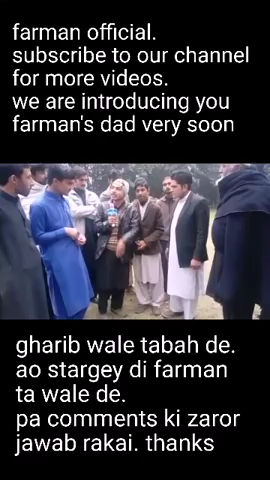 farman official.
subscribe to our channel
for more videos.
we are introducing you
farman's dad very soon
gharib wale tabah de.
ao stargey di farman
ta wale de.
pa comments ki zaror
jawab rakai. thanks